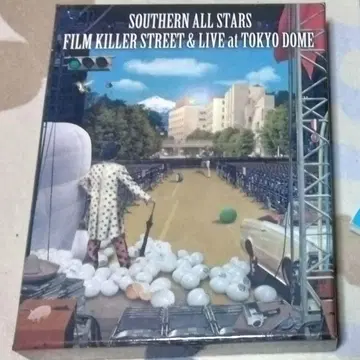 SOUTHERN ALL STARS
FILM KILLER STREET & LIVE at TOKYO DOME